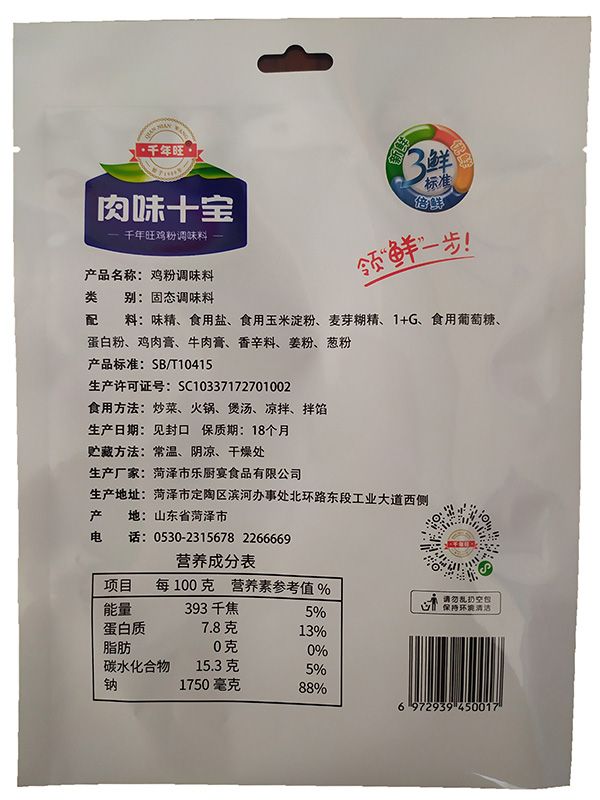 QIAN NIAN WANG
千年旺
始于1988年
肉味十宝
千年旺鸡粉调味料
新鲜
3鲜
标准
倍鲜
领“鲜”一步!
产品名称: 鸡粉调味料
类 别: 固态调味料
配 料: 味精、食用盐、食用玉米淀粉、麦芽糊精、1+G、食用葡萄糖、
蛋白粉、鸡肉膏、牛肉膏、香辛料、姜粉、葱粉
产品标准: SB/T10415
生产许可证号: SC10337172701002
食用方法: 炒菜、火锅、煲汤、凉拌、拌馅
生产日期: 见封口 保质期: 18个月
贮藏方法: 常温、阴凉、干燥处
生产厂家: 菏泽市乐厨宴食品有限公司
生产地址: 菏泽市定陶区滨河办事处北环路东段工业大道西侧
产 地: 山东省菏泽市
电 话: 0530-2315678 2266669
千年旺
营养成分表
项目 每100克 营养素参考值%
能量 393千焦 5%
蛋白质 7.8克 13%
脂肪 0克 0%
碳水化合物 15.3克 5%
钠 1750毫克 88%
请勿乱扔空包
保持环境清洁
6 972939 450017